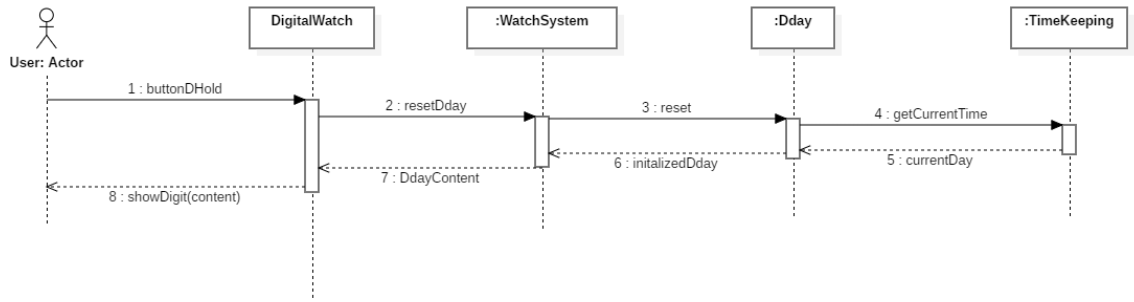 DigitalWatch
:WatchSystem
:Dday
:TimeKeeping
User: Actor
1 : buttonDHold
2 : resetDday
3 : reset
4 : getCurrentTime
5 : currentDay
6 : initalizedDday
7 : DdayContent
8 : showDigit(content)